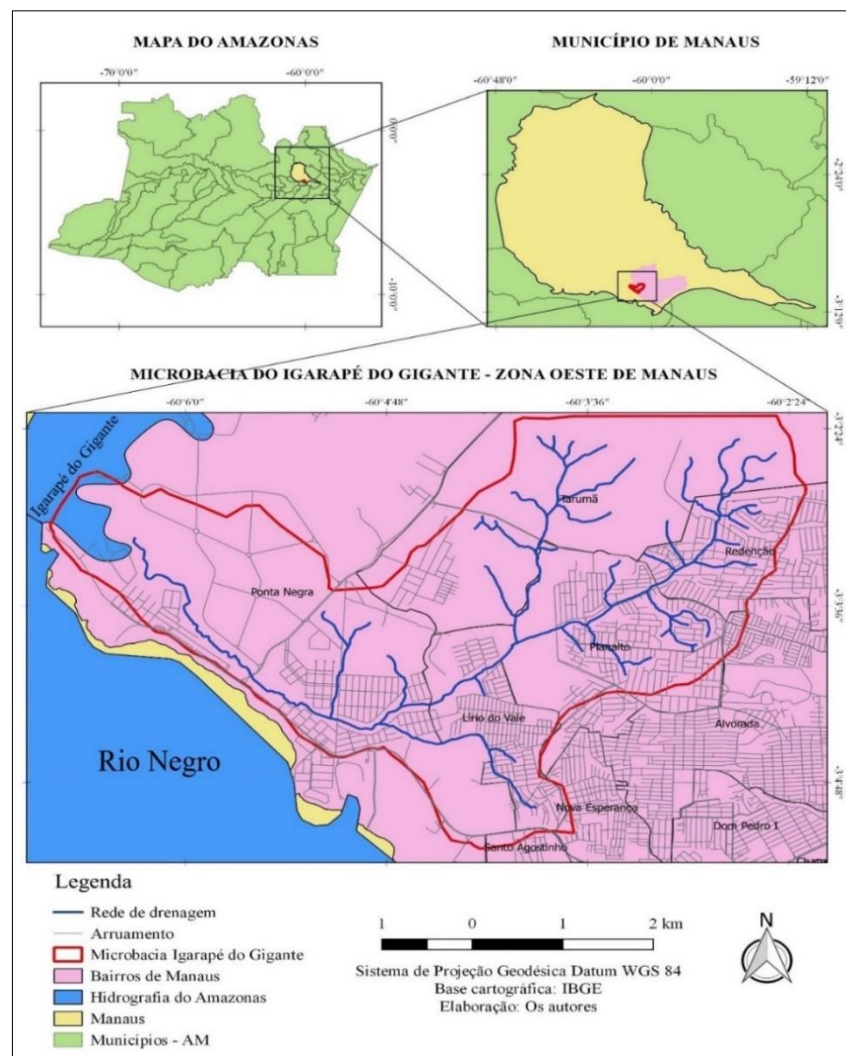 MAPA DO AMAZONAS
-70°0'0"
-60°0'0"
0°0'0"
-10°0'0"
MUNICÍPIO DE MANAUS
-60°48'0"
-60°0'0"
-59°12'0"
-2°24'0"
-3°12'0"
MICROBACIA DO IGARAPÉ DO GIGANTE - ZONA OESTE DE MANAUS
-60°6'0"
-60°4'48"
-60°3'36"
-60°2'24"
-3°2'24"
-3°3'36"
-3°4'48"
Igarapé do Gigante
Tarumã
Redenção
Ponta Negra
Planalto
Lírio do Vale
Alvorada
Rio Negro
Nova Esperança
Dom Pedro I
Santo Agostinho
Legenda
Rede de drenagem
Arruamento
Microbacia Igarapé do Gigante
Bairros de Manaus
Hidrografia do Amazonas
Manaus
Municípios - AM
1 0 1 2 km
Sistema de Projeção Geodésica Datum WGS 84
Base cartográfica: IBGE
Elaboração: Os autores
N